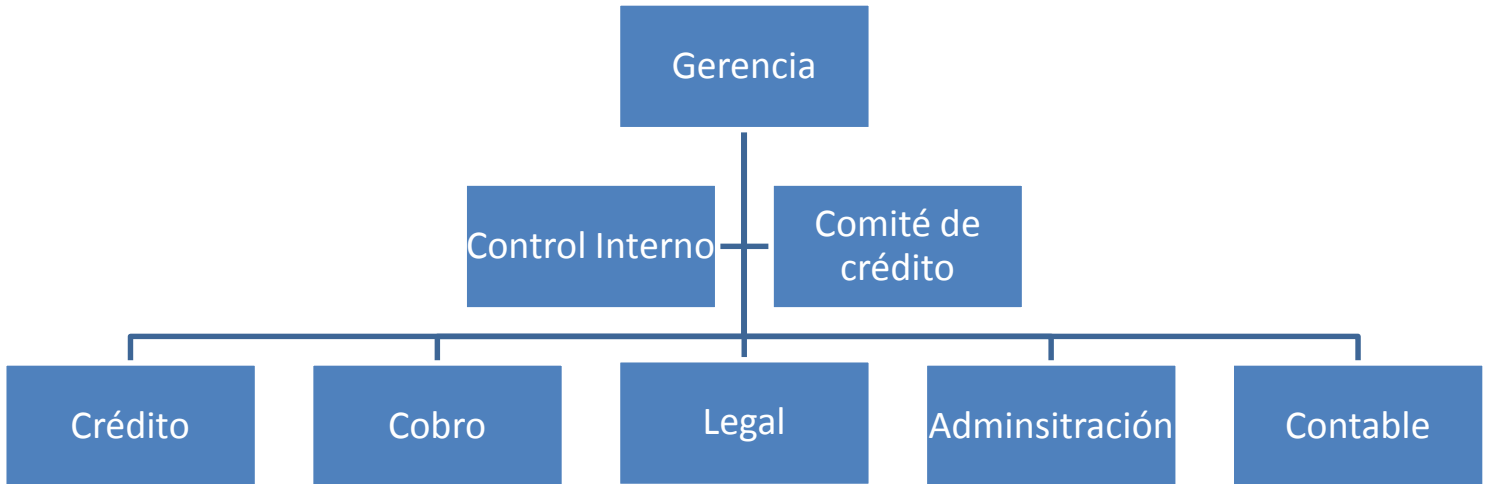 Gerencia
Control Interno
Comité de
crédito
Crédito
Cobro
Legal
Adminsitración
Contable